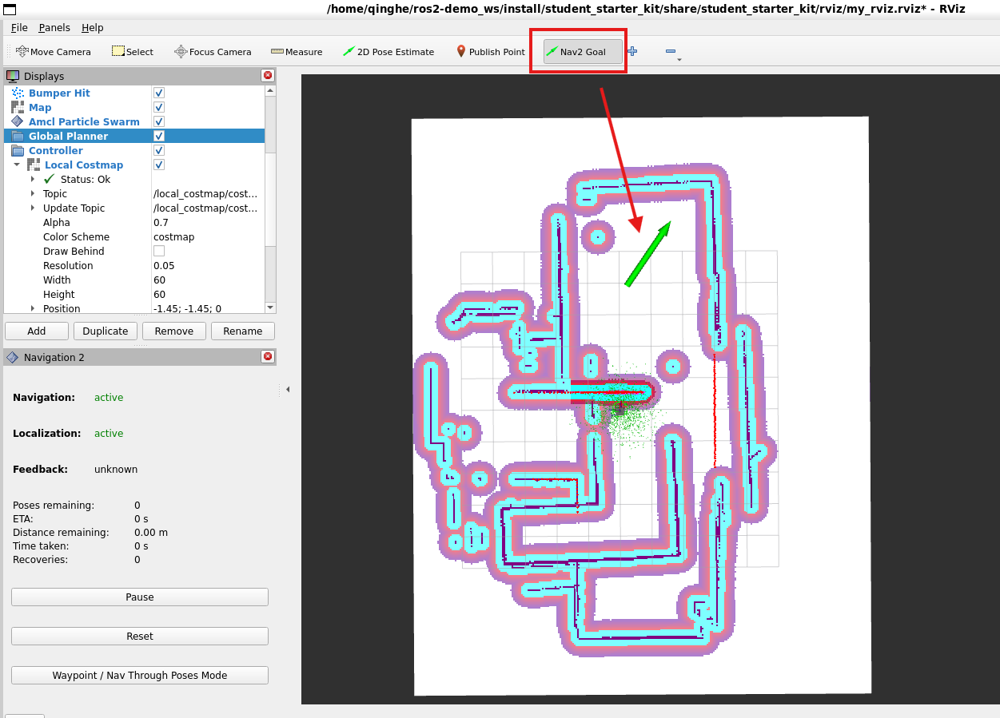 /home/qinghe/ros2-demo_ws/install/student_starter_kit/share/student_starter_kit/rviz/my_rviz.rviz* - RViz
File Panels Help
Move Camera Select Focus Camera Measure 2D Pose Estimate Publish Point Nav2 Goal
Displays
Bumper Hit
Map
Amcl Particle Swarm
Global Planner
Controller
Local Costmap
Status: Ok
Topic /local_costmap/cost...
Update Topic /local_costmap/cost...
Alpha 0.7
Color Scheme costmap
Draw Behind
Resolution 0.05
Width 60
Height 60
Position -1.45; -1.45; 0
Add Duplicate Remove Rename
Navigation 2
Navigation: active
Localization: active
Feedback: unknown
Poses remaining: 0
ETA: 0 s
Distance remaining: 0.00 m
Time taken: 0 s
Recoveries: 0
Pause
Reset
Waypoint / Nav Through Poses Mode